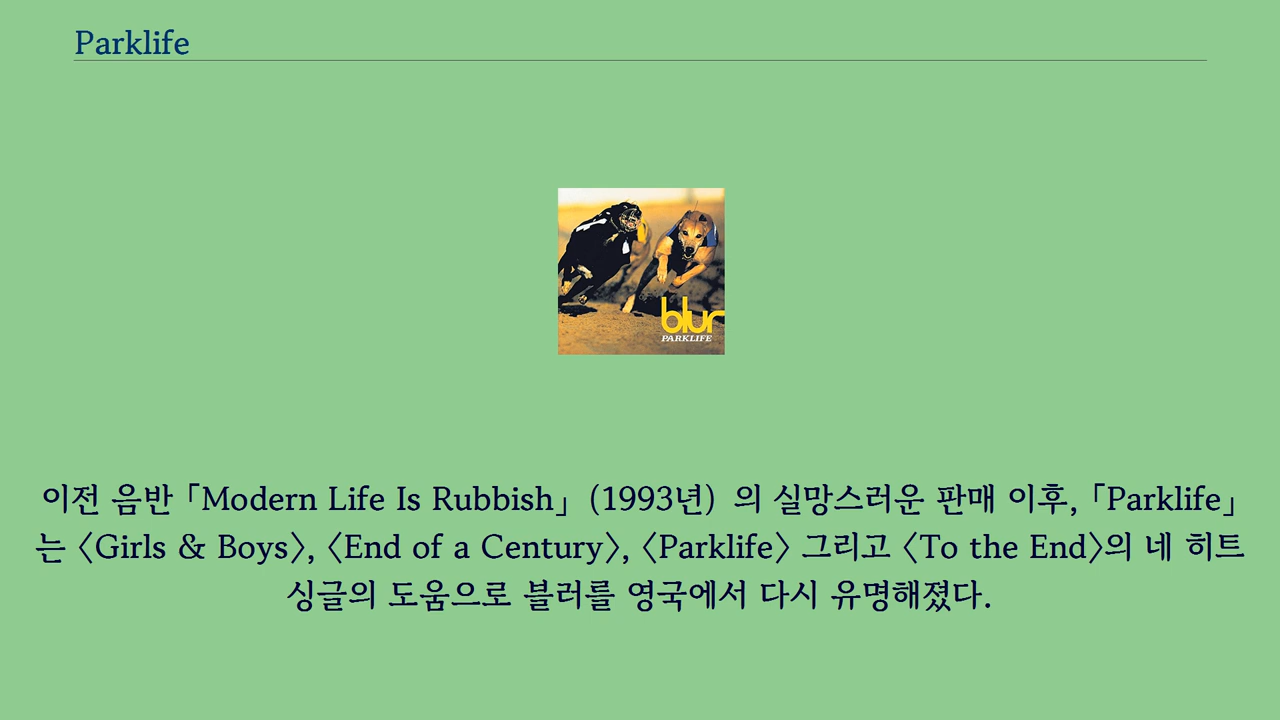 Parklife
blur
PARKLIFE
이전 음반 「Modern Life Is Rubbish」 (1993년) 의 실망스러운 판매 이후, 「Parklife」
는 〈Girls & Boys〉, 〈End of a Century〉, 〈Parklife〉 그리고 〈To the End〉의 네 히트
싱글의 도움으로 블러를 영국에서 다시 유명해졌다.